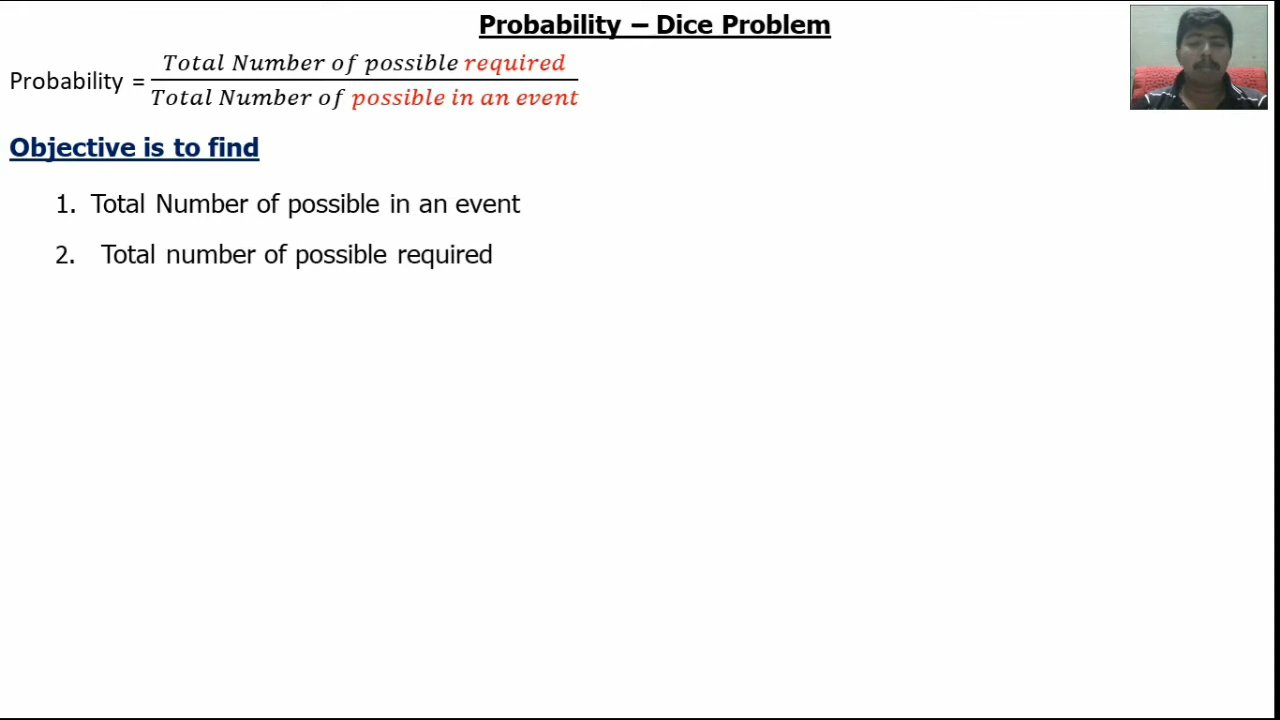 Probability – Dice Problem
Probability = Total Number of possible required
Total Number of possible in an event
Objective is to find
1. Total Number of possible in an event
2. Total number of possible required